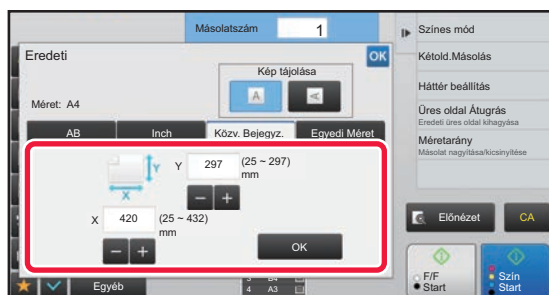 Másolatszám 1
Színes mód
Eredeti
OK
Kétold.Másolás
Kép tájolása
A A
Háttér beállítás
Méret: A4
Üres oldal Átugrás
Eredeti üres oldal kihagyása
AB Inch Közv. Bejegyz. Egyedi Méret
Méretarány
Másolat nagyítása/kicsinyítése
Y
X
Y 297 (25 ~ 297)
mm
X 420 (25 ~ 432)
mm
OK
Előnézet CA
Egyéb
4 A3
F/F
Start
Szín
Start